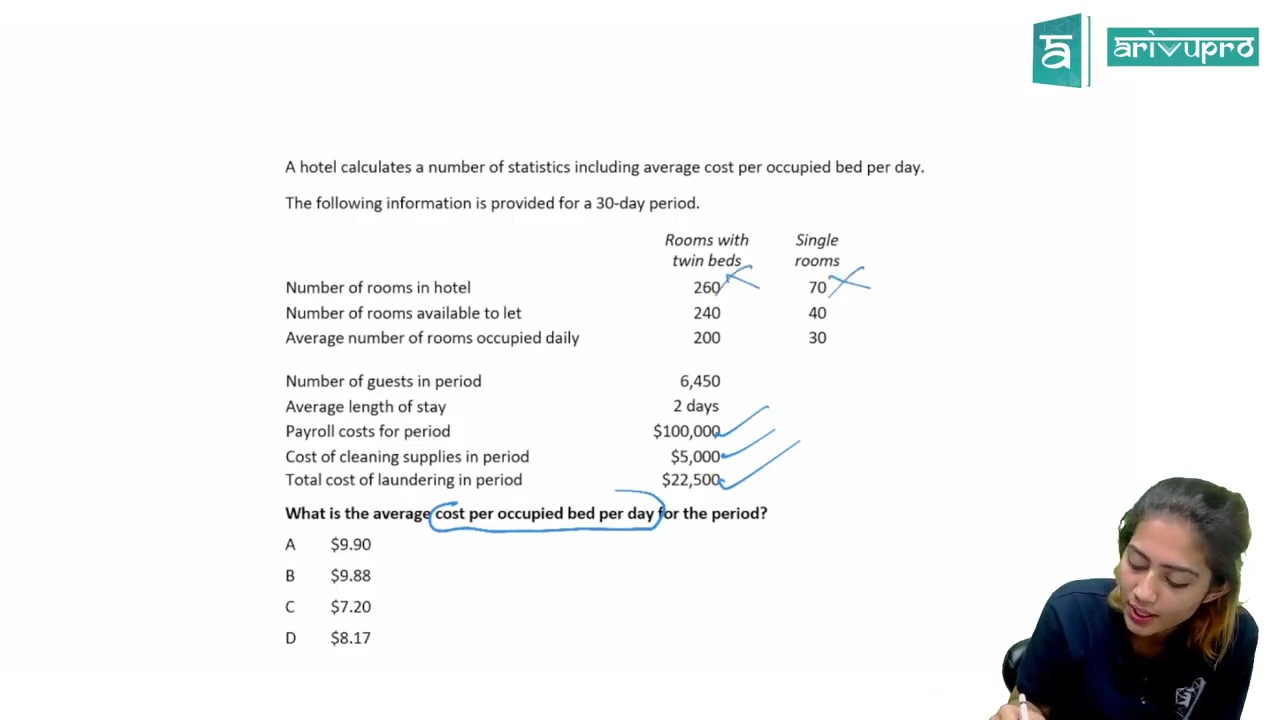 ā
arivupro
A hotel calculates a number of statistics including average cost per occupied bed per day.
The following information is provided for a 30-day period.
Rooms with Single
twin beds rooms
Number of rooms in hotel 260 70
Number of rooms available to let 240 40
Average number of rooms occupied daily 200 30
Number of guests in period 6,450
Average length of stay 2 days
Payroll costs for period $100,000
Cost of cleaning supplies in period $5,000
Total cost of laundering in period $22,500
What is the average cost per occupied bed per day for the period?
A $9.90
B $9.88
C $7.20
D $8.17